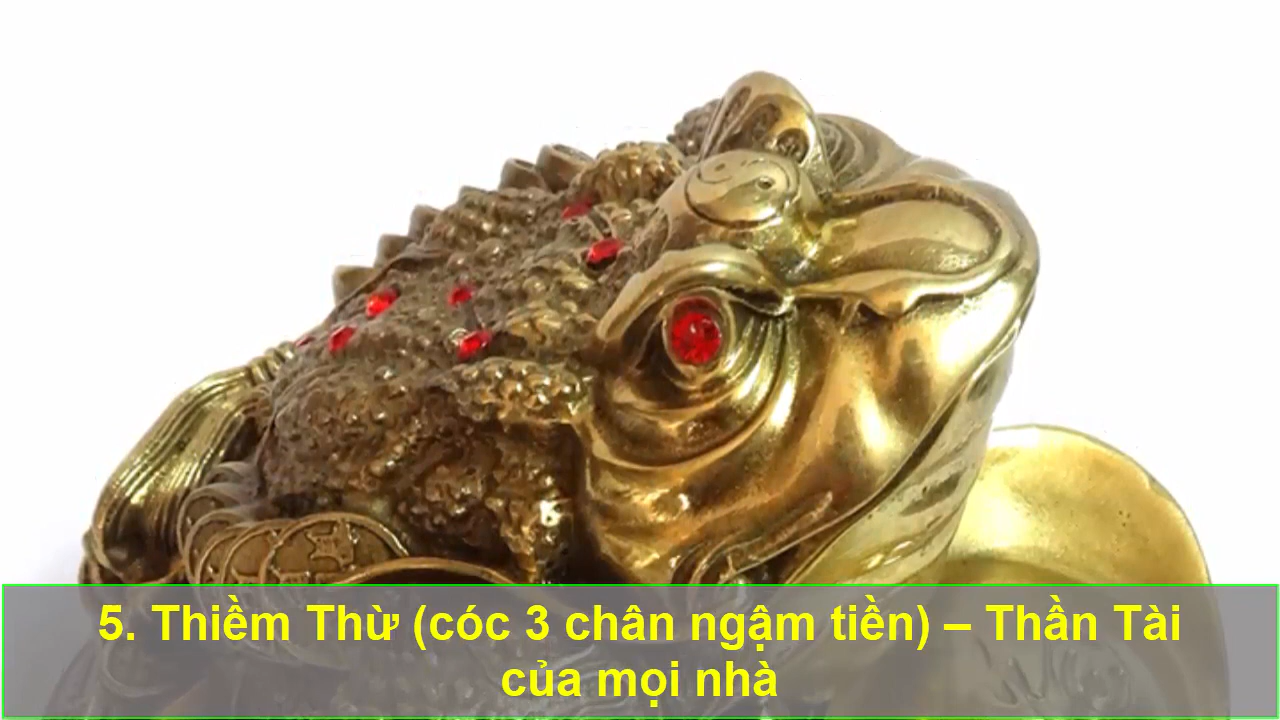 5. Thiềm Thừ (cóc 3 chân ngậm tiền) – Thần Tài
của mọi nhà